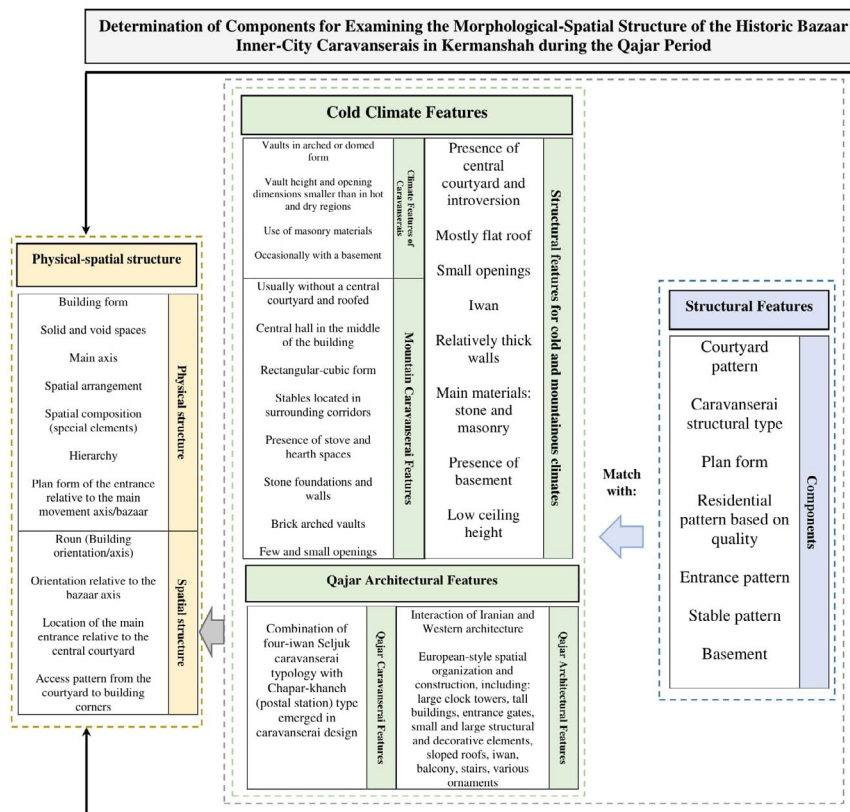 Determination of Components for Examining the Morphological-Spatial Structure of the Historic Bazaar
Inner-City Caravanserais in Kermanshah during the Qajar Period
Physical-spatial structure
Building form
Solid and void spaces
Main axis
Spatial arrangement
Spatial composition
(special elements)
Hierarchy
Plan form of the entrance
relative to the main
movement axis/bazaar
Physical structure
Roun (Building
orientation/axis)
Orientation relative to the
bazaar axis
Location of the main
entrance relative to the
central courtyard
Access pattern from the
courtyard to building
corners
Spatial structure
Cold Climate Features
Vaults in arched or domed
form
Vault height and opening
dimensions smaller than in hot
and dry regions
Use of masonry materials
Occasionally with a basement
Climate Features of
Caravanserais
Usually without a central
courtyard and roofed
Central hall in the middle
of the building
Rectangular-cubic form
Stables located in
surrounding corridors
Presence of stove and
hearth spaces
Stone foundations and
walls
Brick arched vaults
Few and small openings
Mountain Caravanserai Features
Presence of
central
courtyard and
introversion
Mostly flat roof
Small openings
Iwan
Relatively thick
walls
Main materials:
stone and
masonry
Presence of
basement
Low ceiling
height
Structural features for cold and mountainous climates
Qajar Architectural Features
Combination of
four-iwan Seljuk
caravanserai
typology with
Chapar-khaneh
(postal station) type
emerged in
caravanserai design
Qajar Caravanserai Features
Interaction of Iranian and
Western architecture
European-style spatial
organization and
construction, including:
large clock towers, tall
buildings, entrance gates,
small and large structural
and decorative elements,
sloped roofs, iwan,
balcony, stairs, various
ornaments
Qajar Architectural Features
Match
with:
Structural Features
Courtyard
pattern
Caravanserai
structural type
Plan form
Residential
pattern based on
quality
Entrance pattern
Stable pattern
Basement
Components